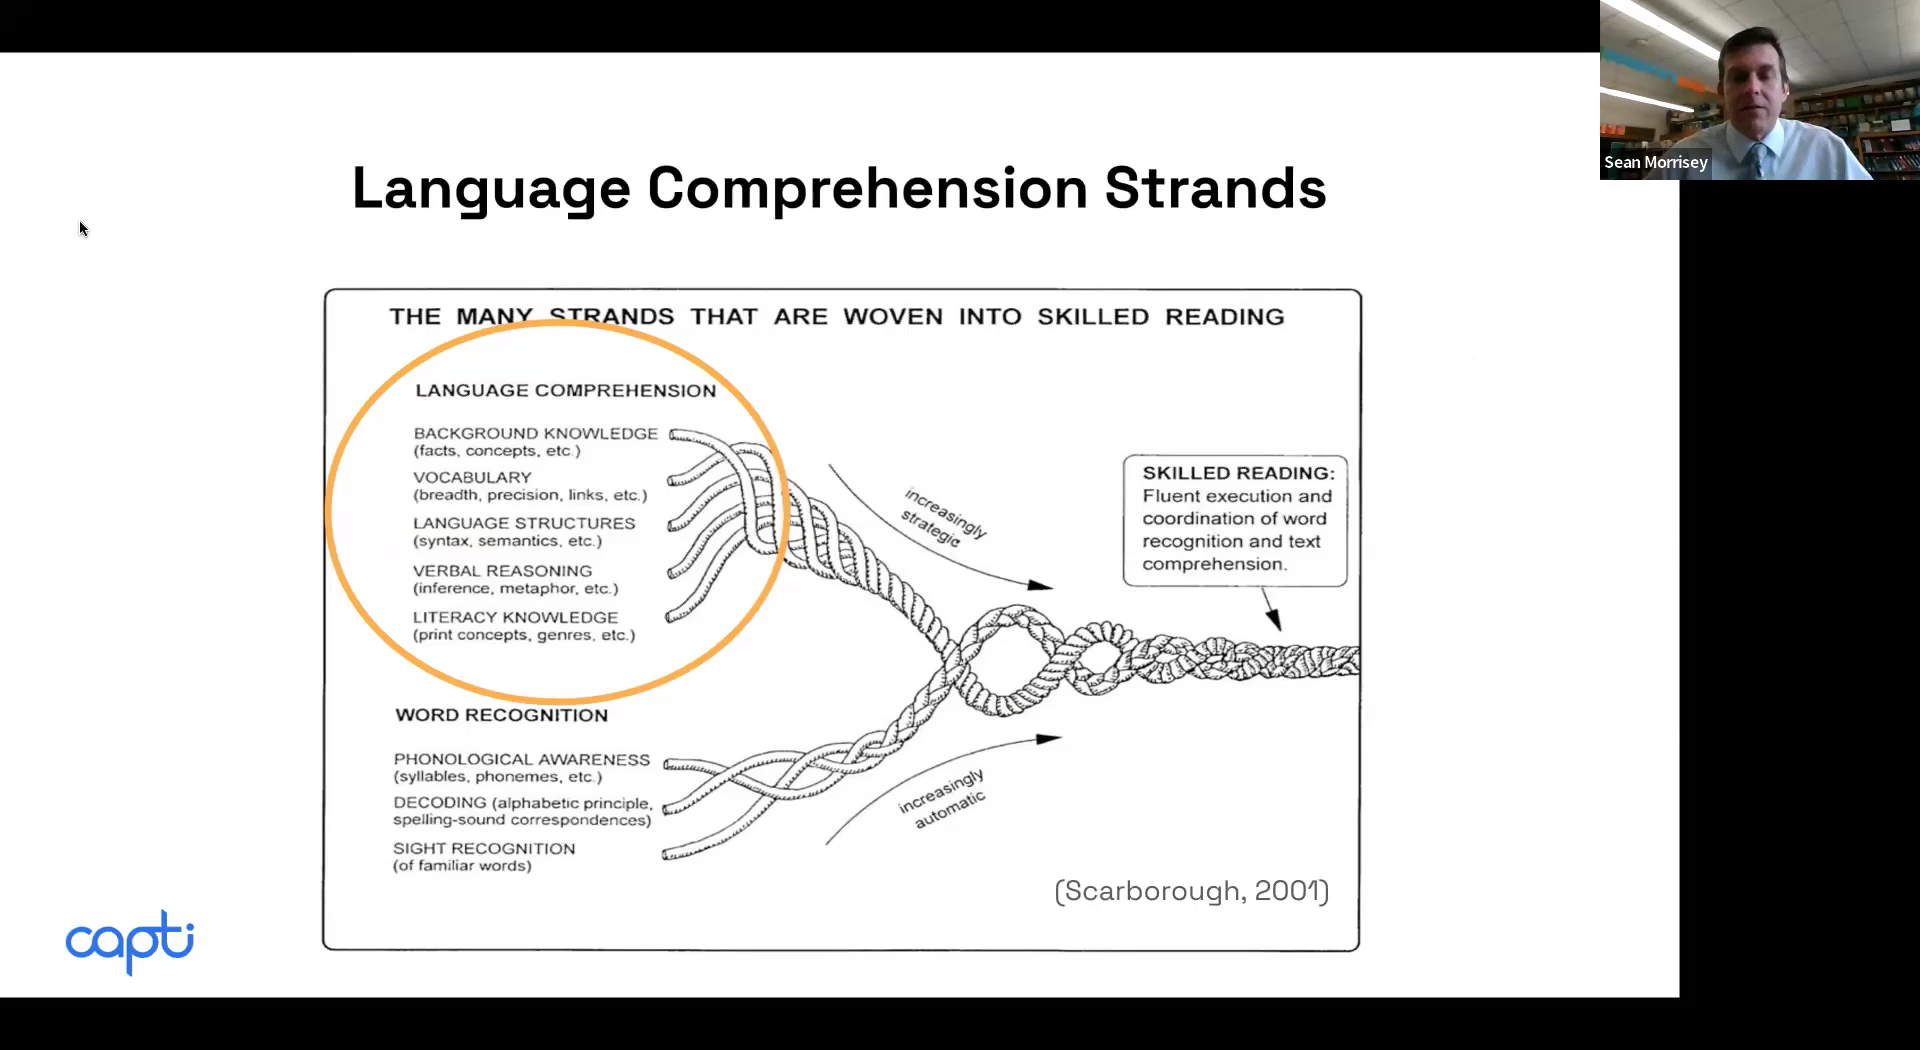 Sean Morrisey
Language Comprehension Strands
THE MANY STRANDS THAT ARE WOVEN INTO SKILLED READING
LANGUAGE COMPREHENSION
BACKGROUND KNOWLEDGE
(facts, concepts, etc.)
VOCABULARY
(breadth, precision, links, etc.)
LANGUAGE STRUCTURES
(syntax, semantics, etc.)
VERBAL REASONING
(inference, metaphor, etc.)
LITERACY KNOWLEDGE
(print concepts, genres, etc.)
increasingly
strategic
SKILLED READING:
Fluent execution and
coordination of word
recognition and text
comprehension.
WORD RECOGNITION
PHONOLOGICAL AWARENESS
(syllables, phonemes, etc.)
DECODING (alphabetic principle,
spelling-sound correspondences)
SIGHT RECOGNITION
(of familiar words)
increasingly
automatic
(Scarborough, 2001)
capti